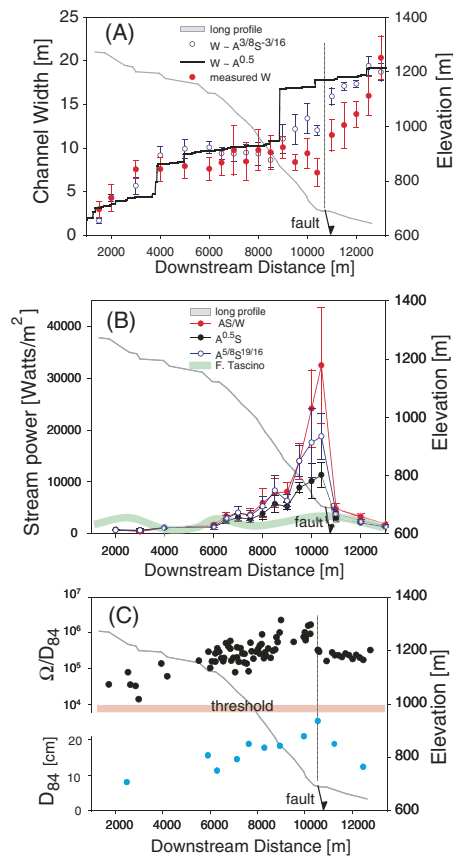 (A)
long profile
W ~ A^3/8 S^-3/16
W ~ A^0.5
measured W
Channel Width [m]
25
20
15
10
5
0
1400
1200
1000
800
600
Elevation [m]
fault
2000 4000 6000 8000 10000 12000
Downstream Distance [m]
(B)
long profile
AS/W
A^0.5 S
A^5/8 S^19/16
F. Tascino
Stream power [Watts/m^2]
40000
30000
20000
10000
0
1400
1200
1000
800
600
Elevation [m]
fault
2000 4000 6000 8000 10000 12000
Downstream Distance [m]
(C)
Ω/D84
10^7
10^6
10^5
10^4
threshold
D84 [cm]
20
10
0
1400
1200
1000
800
600
Elevation [m]
fault
2000 4000 6000 8000 10000 12000
Downstream Distance [m]